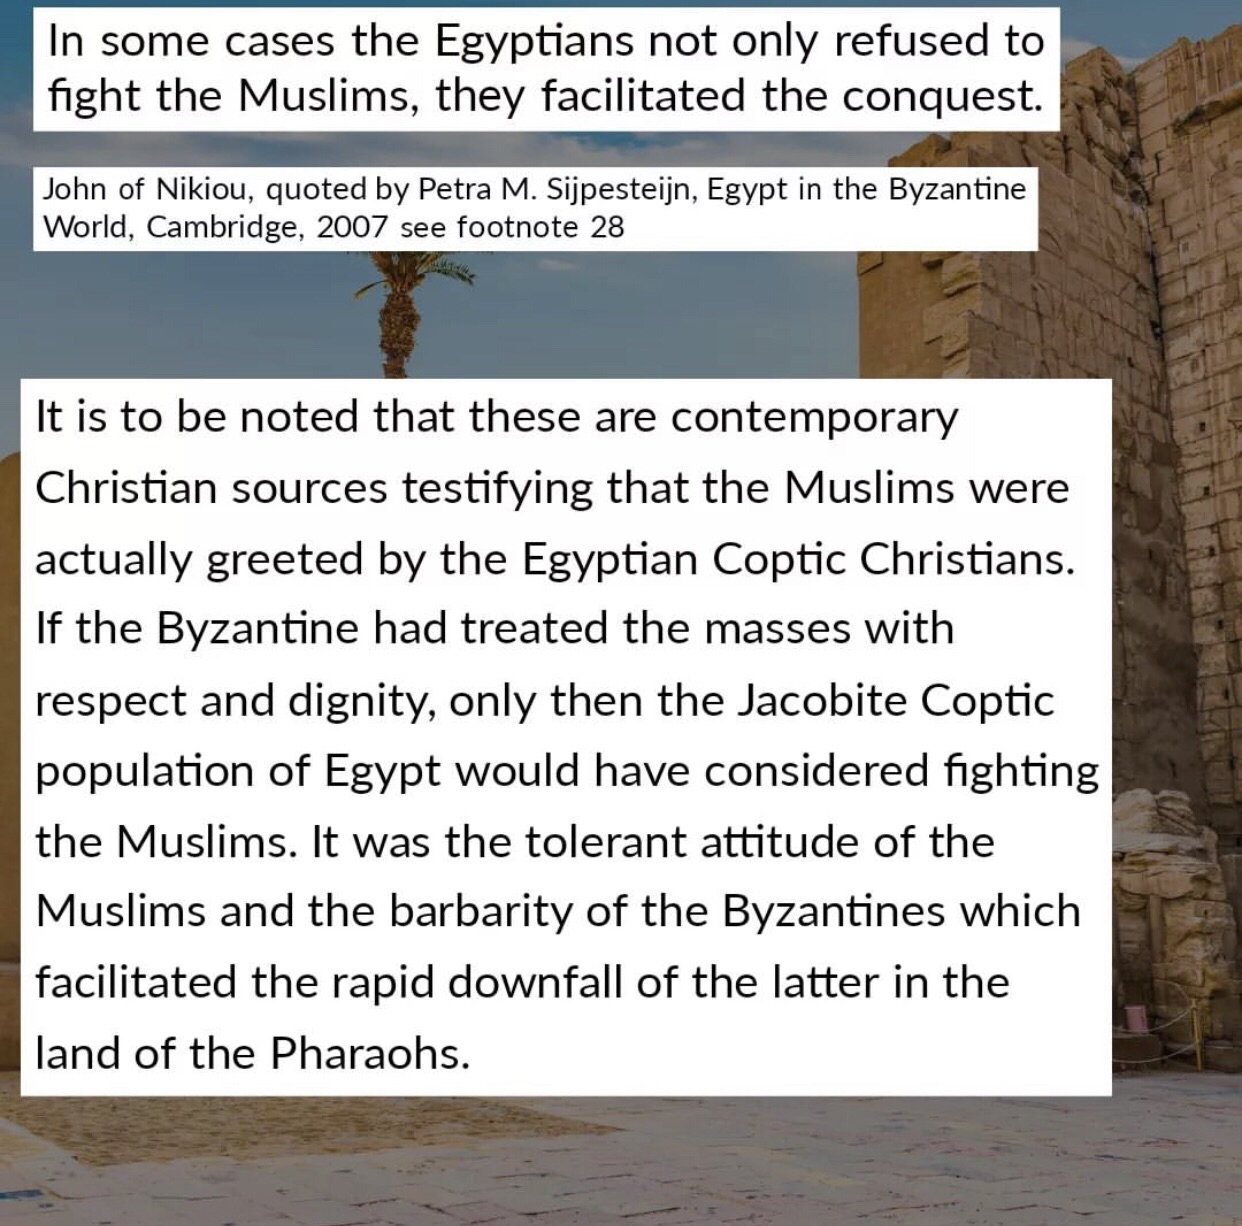 In some cases the Egyptians not only refused to
fight the Muslims, they facilitated the conquest.
John of Nikiou, quoted by Petra M. Sijpesteijn, Egypt in the Byzantine
World, Cambridge, 2007 see footnote 28
It is to be noted that these are contemporary
Christian sources testifying that the Muslims were
actually greeted by the Egyptian Coptic Christians.
If the Byzantine had treated the masses with
respect and dignity, only then the Jacobite Coptic
population of Egypt would have considered fighting
the Muslims. It was the tolerant attitude of the
Muslims and the barbarity of the Byzantines which
facilitated the rapid downfall of the latter in the
land of the Pharaohs.